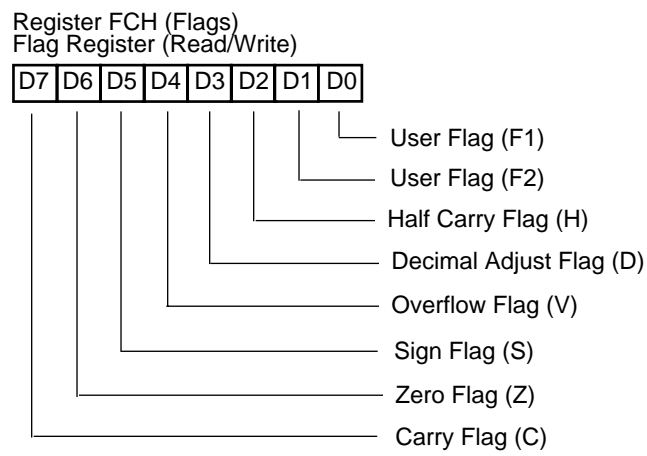 Register FCH (Flags)
Flag Register (Read/Write)
D7 D6 D5 D4 D3 D2 D1 D0
User Flag (F1)
User Flag (F2)
Half Carry Flag (H)
Decimal Adjust Flag (D)
Overflow Flag (V)
Sign Flag (S)
Zero Flag (Z)
Carry Flag (C)